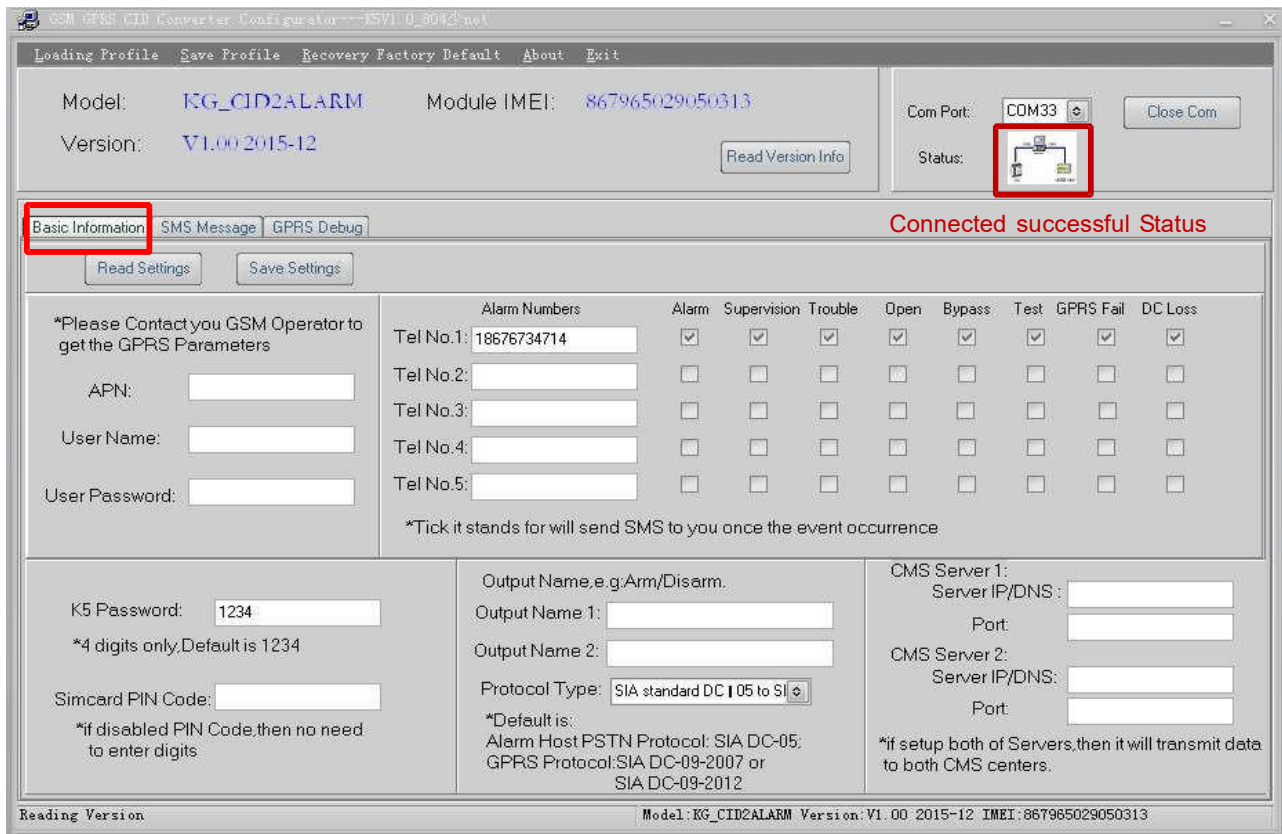 GSM GPRS CID Converter Configurator---K5V1.0_804 not
Loading Profile Save Profile Recovery Factory Default About Exit
Model: KG_CID2ALARM Module IMEI: 867965029050313
Version: V1.00 2015-12
Read Version Info
Com Port: COM33 Close Com
Status:
Connected successful Status
Basic Information SMS Message GPRS Debug
Read Settings Save Settings
*Please Contact you GSM Operator to
get the GPRS Parameters
APN:
User Name:
User Password:
Alarm Numbers Alarm Supervision Trouble Open Bypass Test GPRS Fail DC Loss
Tel No.1: 18676734714
Tel No.2:
Tel No.3:
Tel No.4:
Tel No.5:
*Tick it stands for will send SMS to you once the event occurrence
K5 Password: 1234
*4 digits only,Default is 1234
Simcard PIN Code:
*if disabled PIN Code,then no need
to enter digits
Output Name,e.g:Arm/Disarm.
Output Name 1:
Output Name 2:
Protocol Type: SIA standard DC 05 to SI
*Default is:
Alarm Host PSTN Protocol: SIA DC-05;
GPRS Protocol:SIA DC-09-2007 or
SIA DC-09-2012
CMS Server 1:
Server IP/DNS :
Port:
CMS Server 2:
Server IP/DNS:
Port:
*if setup both of Servers,then it will transmit data
to both CMS centers.
Reading Version
Model:KG_CID2ALARM Version:V1.00 2015-12 IMEI:867965029050313